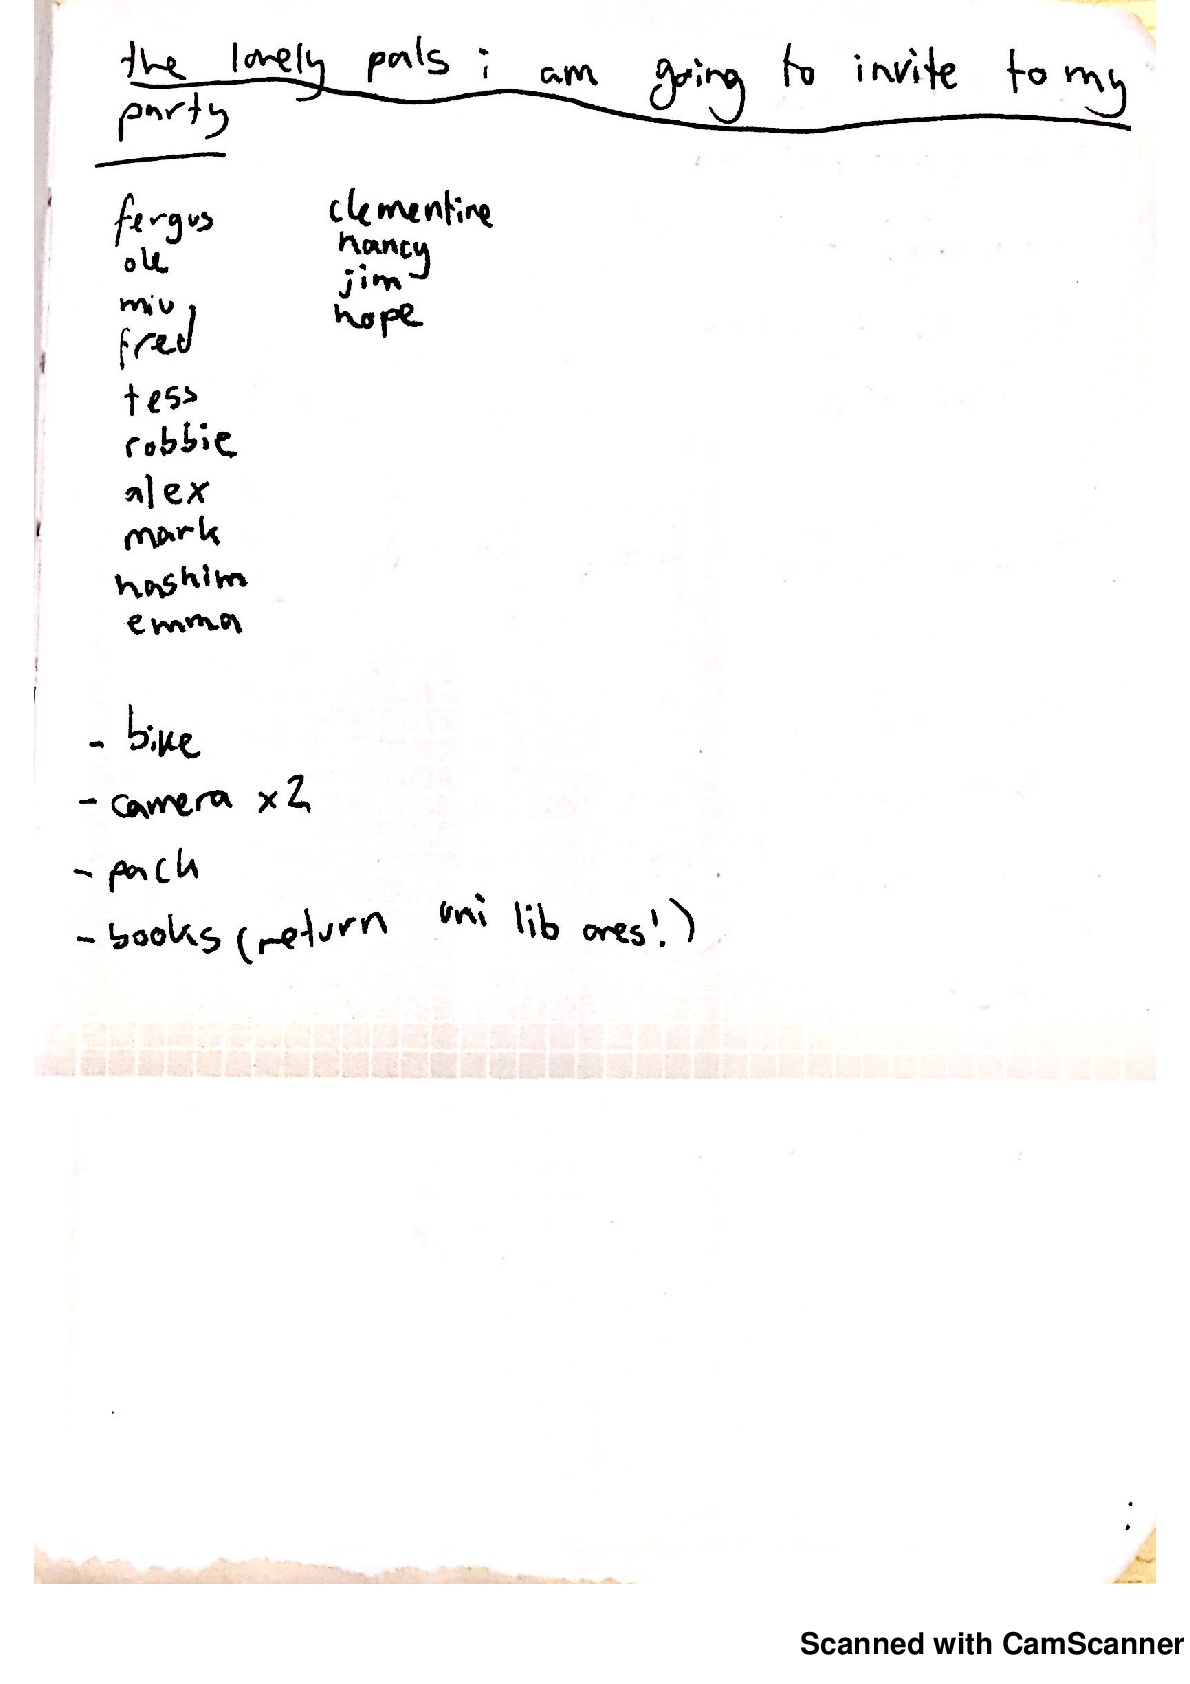 the lovely pals i am going to invite to my
party
fergus
ole
miu
fred
tess
robbie
alex
mark
hashim
emma
clementine
nancy
jim
hope
- bike
- camera x2
- pack
- books (return uni lib ones!)
Scanned with CamScanner